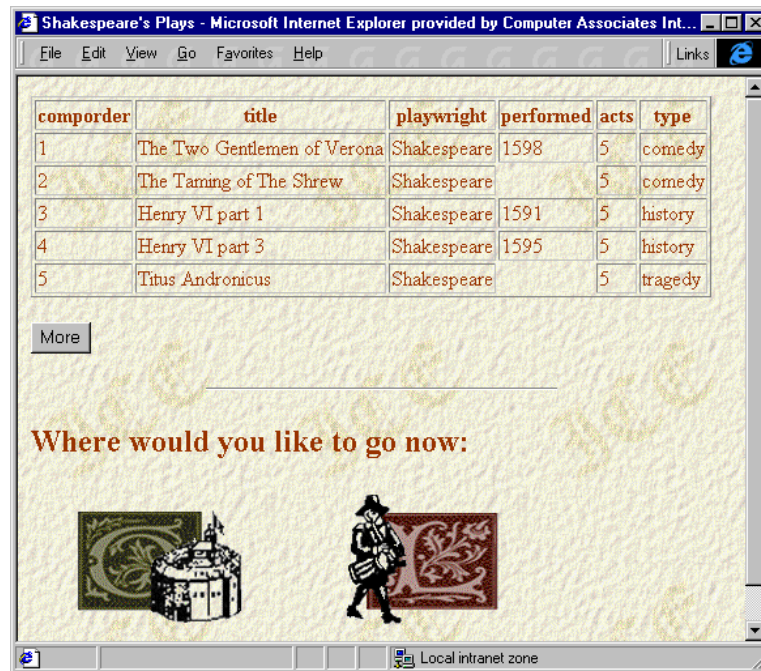 Shakespeare's Plays - Microsoft Internet Explorer provided by Computer Associates Int...
File Edit View Go Favorites Help Links
comporder title playwright performed acts type
1 The Two Gentlemen of Verona Shakespeare 1598 5 comedy
2 The Taming of The Shrew Shakespeare 5 comedy
3 Henry VI part 1 Shakespeare 1591 5 history
4 Henry VI part 3 Shakespeare 1595 5 history
5 Titus Andronicus Shakespeare 5 tragedy
More
Where would you like to go now:
Local intranet zone